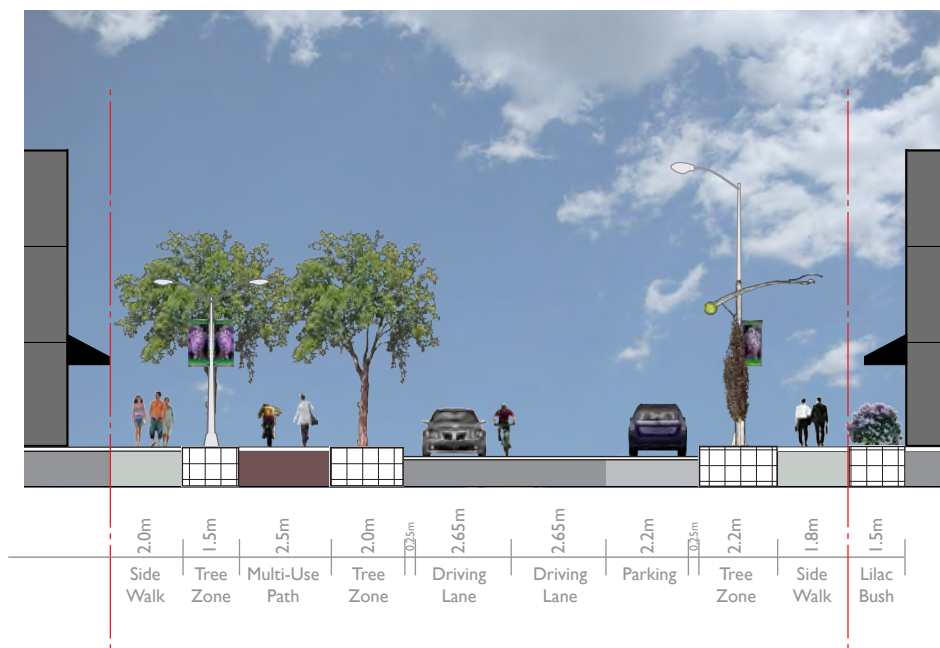 2.0m 1.5m 2.5m 2.0m 0.25m 2.65m 2.65m 2.2m 0.25m 2.2m 1.8m 1.5m
Side Tree Multi-Use Tree Driving Driving Parking Tree Side Lilac
Walk Zone Path Zone Lane Lane Zone Walk Bush